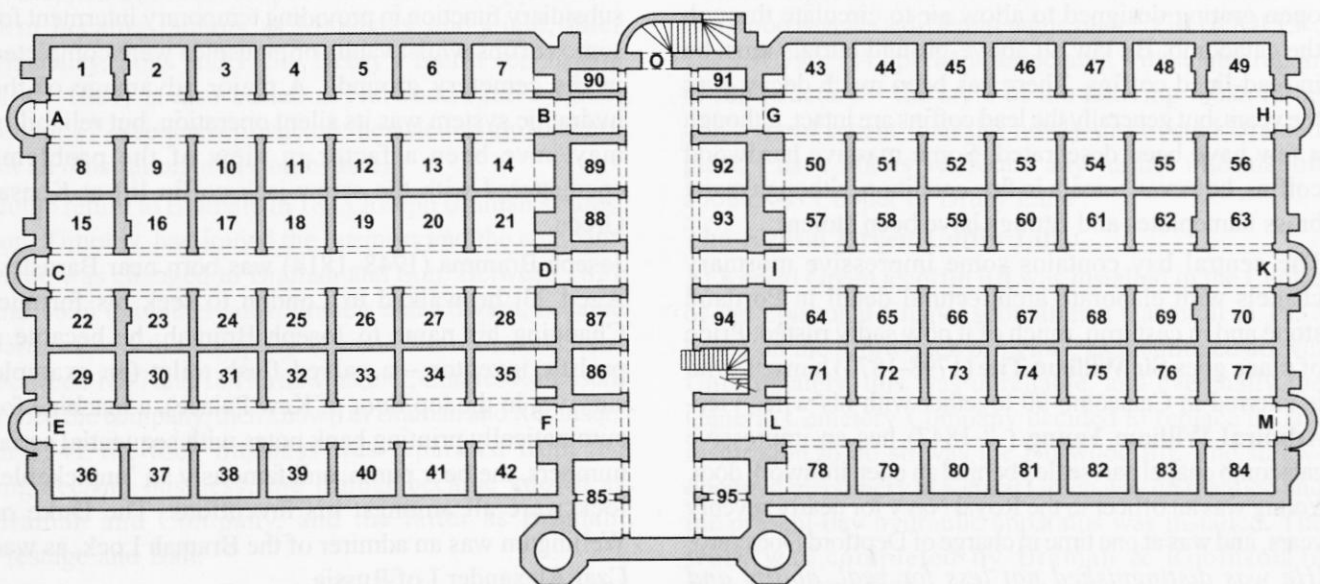 Q
1 2 3 4 5 6 7 90 91 43 44 45 46 47 48 49
A B G H
8 9 10 11 12 13 14 89 92 50 51 52 53 54 55 56
15 16 17 18 19 20 21 88 93 57 58 59 60 61 62 63
C D I K
22 23 24 25 26 27 28 87 94 64 65 66 67 68 69 70
29 30 31 32 33 34 35 86 71 72 73 74 75 76 77
E F L M
36 37 38 39 40 41 42 78 79 80 81 82 83 84
85 95